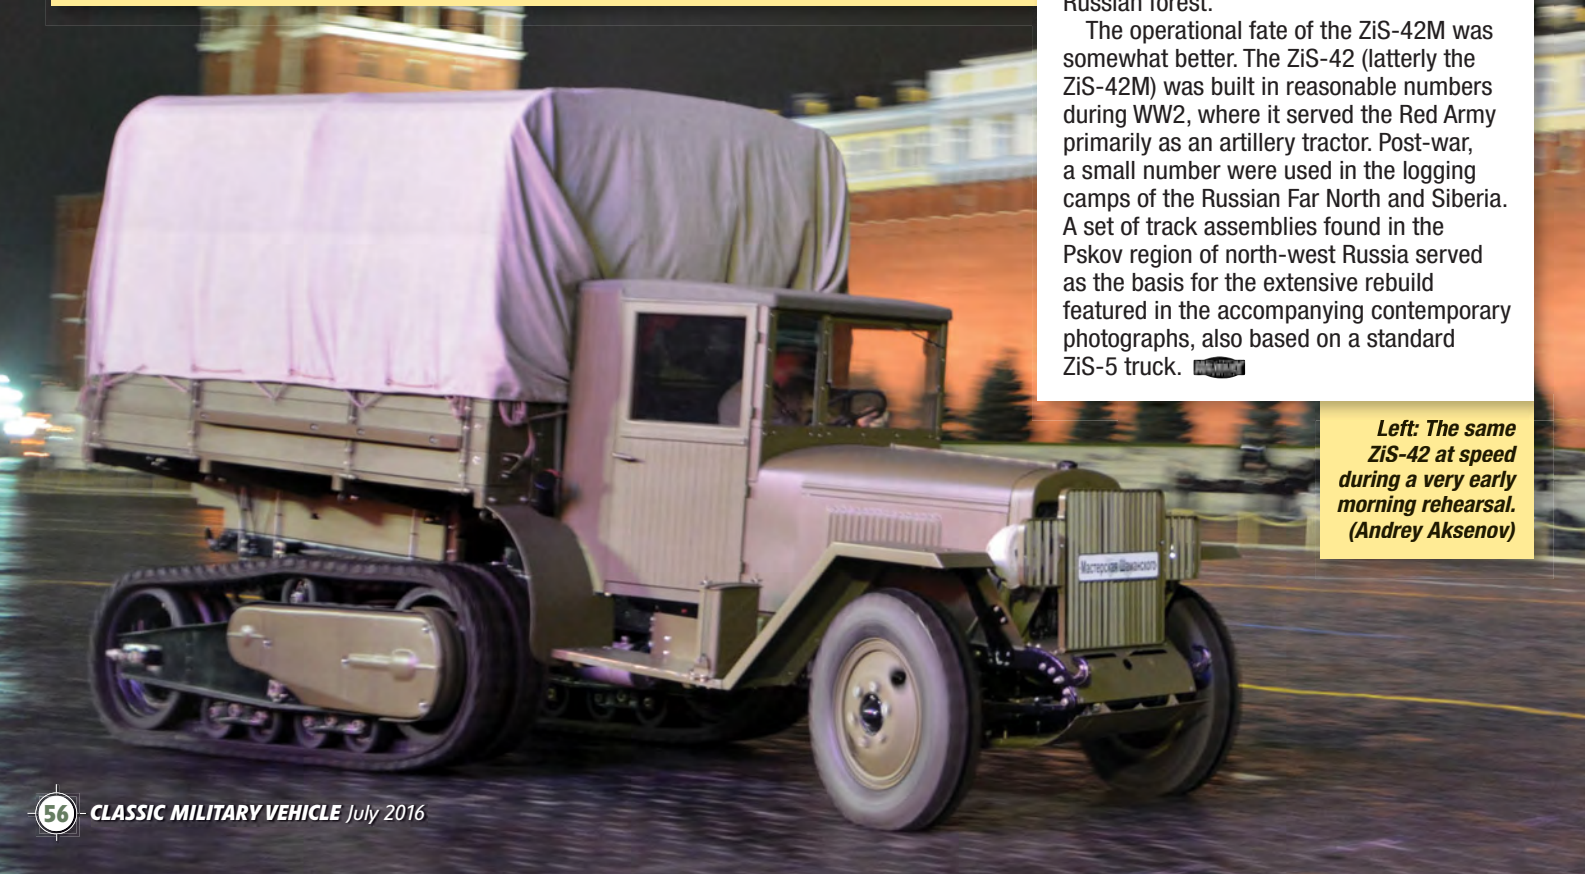 Russian forest.
The operational fate of the ZiS-42M was
somewhat better. The ZiS-42 (latterly the
ZiS-42M) was built in reasonable numbers
during WW2, where it served the Red Army
primarily as an artillery tractor. Post-war,
a small number were used in the logging
camps of the Russian Far North and Siberia.
A set of track assemblies found in the
Pskov region of north-west Russia served
as the basis for the extensive rebuild
featured in the accompanying contemporary
photographs, also based on a standard
ZiS-5 truck.
Left: The same
ZiS-42 at speed
during a very early
morning rehearsal.
(Andrey Aksenov)
Мастерская Шаманского
56 CLASSIC MILITARY VEHICLE July 2016